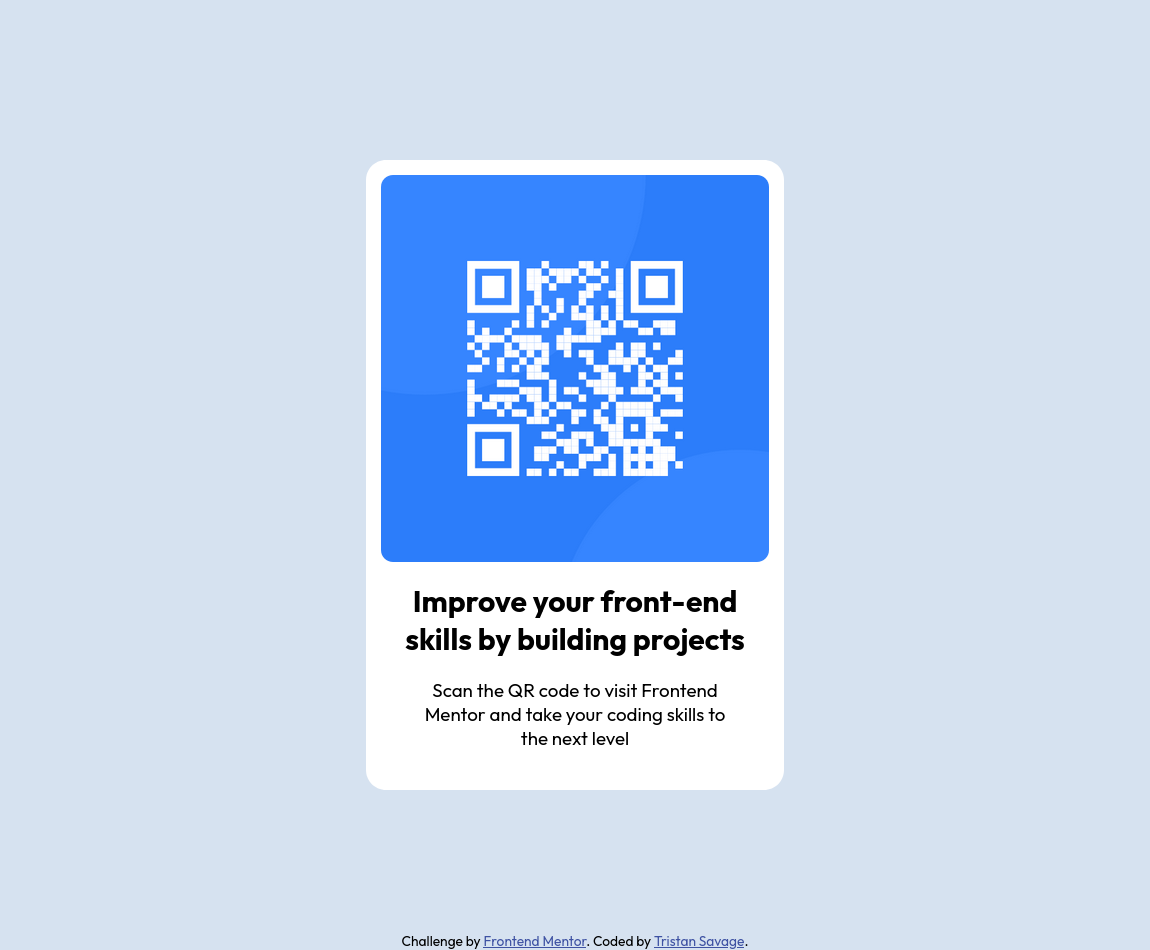 Improve your front-end
skills by building projects
Scan the QR code to visit Frontend
Mentor and take your coding skills to
the next level
Challenge by Frontend Mentor. Coded by Tristan Savage.